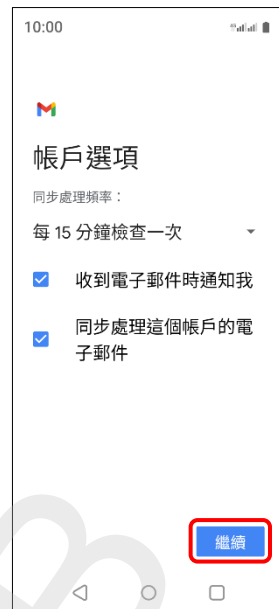 10:00
帳戶選項
同步處理頻率：
每 15 分鐘檢查一次
收到電子郵件時通知我
同步處理這個帳戶的電
子郵件
繼續